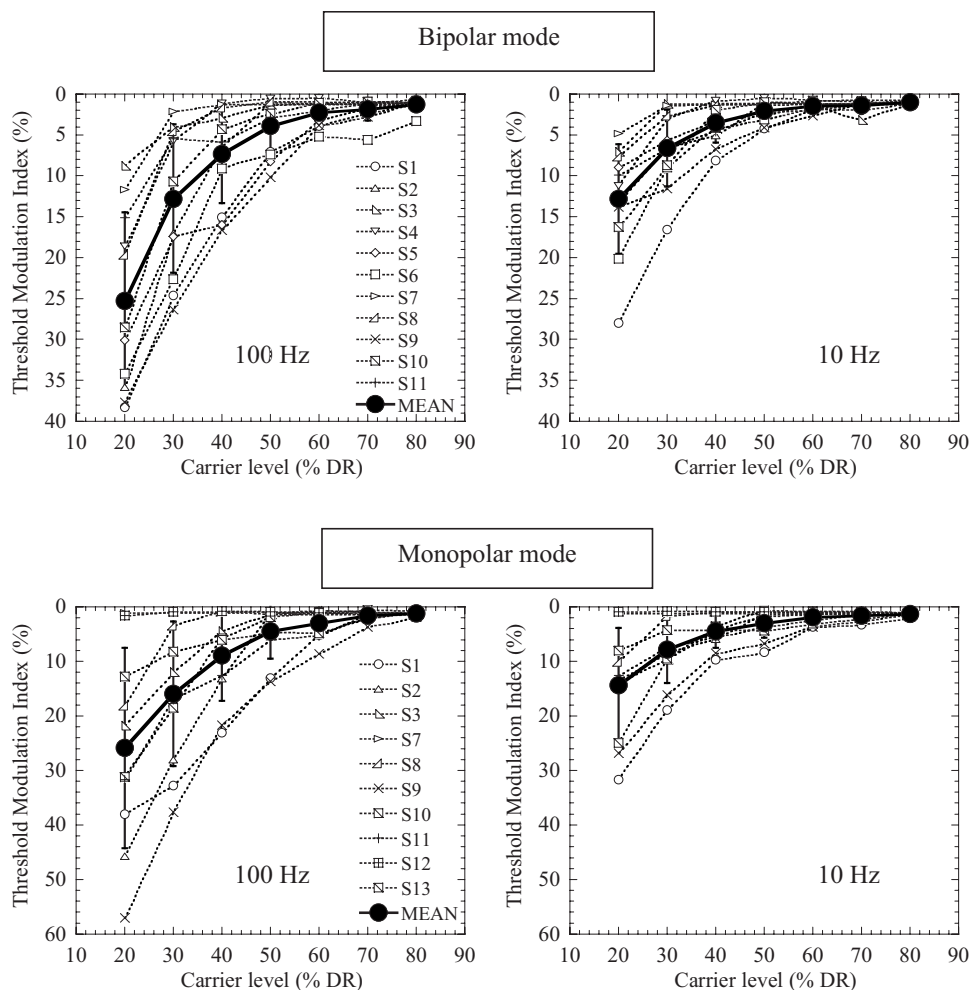 Bipolar mode
Threshold Modulation Index (%)
0
5
10
15
20
25
30
35
40
10 20 30 40 50 60 70 80 90
Carrier level (% DR)
100 Hz
S1
S2
S3
S4
S5
S6
S7
S8
S9
S10
S11
MEAN
Threshold Modulation Index (%)
0
5
10
15
20
25
30
35
40
10 20 30 40 50 60 70 80 90
Carrier level (% DR)
10 Hz
Monopolar mode
Threshold Modulation Index (%)
0
10
20
30
40
50
60
10 20 30 40 50 60 70 80 90
Carrier level (% DR)
100 Hz
S1
S2
S3
S7
S8
S9
S10
S11
S12
S13
MEAN
Threshold Modulation Index (%)
0
10
20
30
40
50
60
10 20 30 40 50 60 70 80 90
Carrier level (% DR)
10 Hz